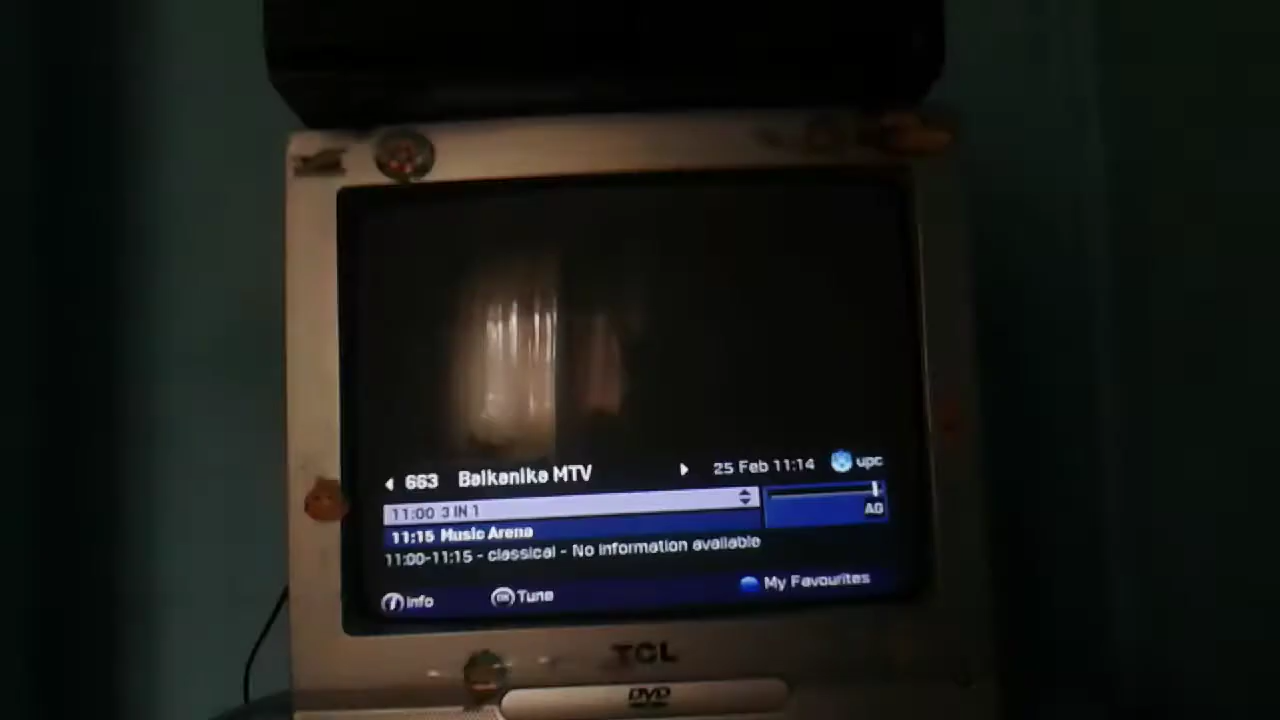 663 Balkanika MTV 25 Feb 11:14 upc
11:00 3 IN 1
AD
11:15 Music Arena
11:00-11:15 - classical - No information available
i Info OK Tune My Favourites
TCL
DVD